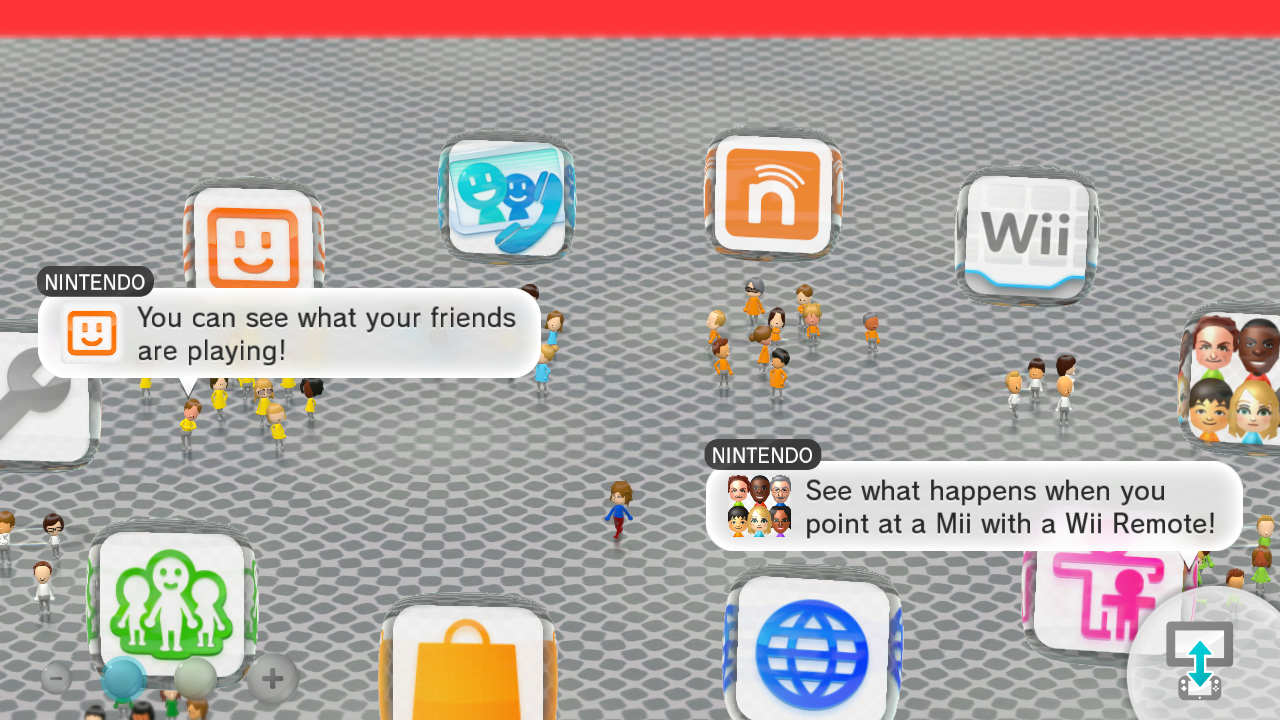 n
Wii
NINTENDO
You can see what your friends
are playing!
NINTENDO
See what happens when you
point at a Mii with a Wii Remote!